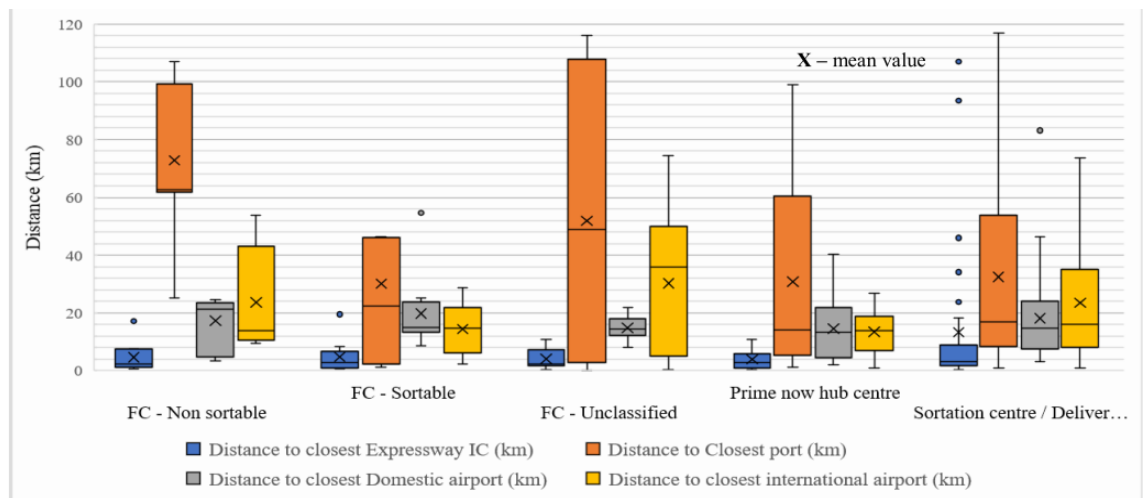 120
100
80
60
40
20
0
Distance (km)
X – mean value
FC - Non sortable
FC - Sortable
FC - Unclassified
Prime now hub centre
Sortation centre / Deliver…
Distance to closest Expressway IC (km)
Distance to Closest port (km)
Distance to closest Domestic airport (km)
Distance to closest international airport (km)